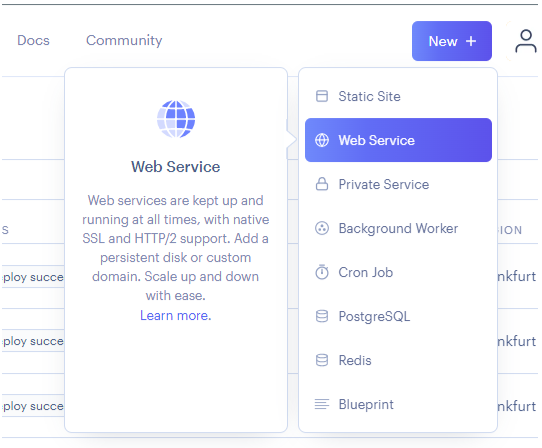 Docs
Community
New +
Web Service
Web services are kept up and
running at all times, with native
SSL and HTTP/2 support. Add a
persistent disk or custom
domain. Scale up and down
with ease.
Learn more.
Static Site
Web Service
Private Service
Background Worker
Cron Job
PostgreSQL
Redis
Blueprint
S
ION
ploy succe
nkfurt
ploy succe
nkfurt
ploy succe
nkfurt